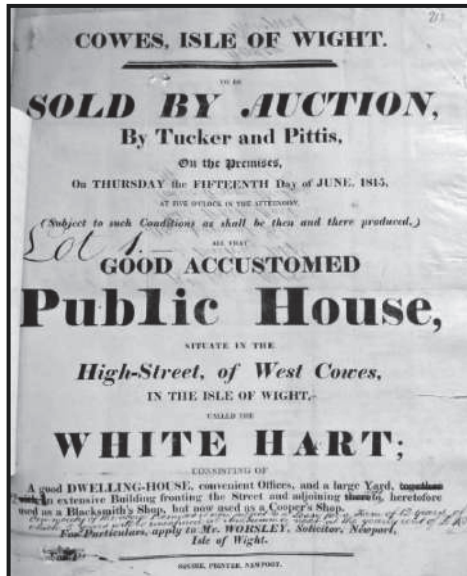 COWES, ISLE OF WIGHT.
TO BE
SOLD BY AUCTION,
By Tucker and Pittis,
On the Premises,
On THURSDAY the FIFTEENTH Day of JUNE, 1815,
AT FIVE O'CLOCK IN THE AFTERNOON,
(Subject to such Conditions as shall be then and there produced,)
Lot 1.
ALL THAT
GOOD ACCUSTOMED
Public House,
SITUATE IN THE
High-Street, of West Cowes,
IN THE ISLE OF WIGHT,
CALLED THE
WHITE HART;
CONSISTING OF
A good DWELLING-HOUSE, convenient Offices, and a large Yard, together
with an extensive Building fronting the Street and adjoining thereto, heretofore
used as a Blacksmith's Shop, but now used as a Cooper's Shop.
of 12 years of
For Particulars, apply to Mr. WORSLEY, Solicitor, Newport,
Isle of Wight.
SQUIRE, PRINTER, NEWPORT.